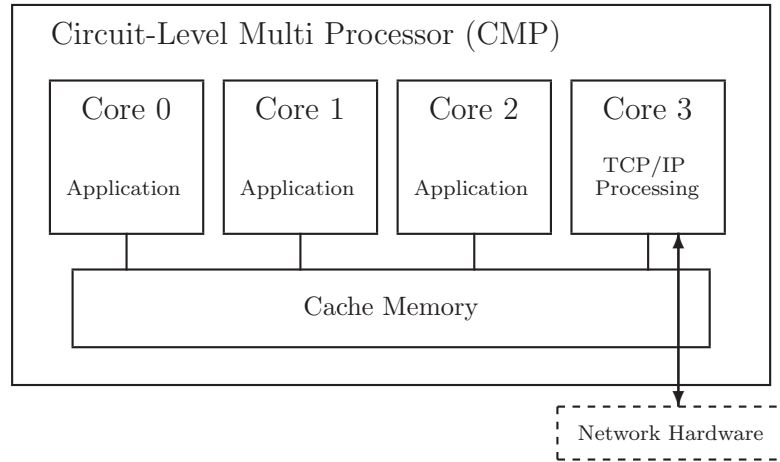 Circuit-Level Multi Processor (CMP)
Core 0
Core 1
Core 2
Core 3
Application
Application
Application
TCP/IP
Processing
Cache Memory
Network Hardware